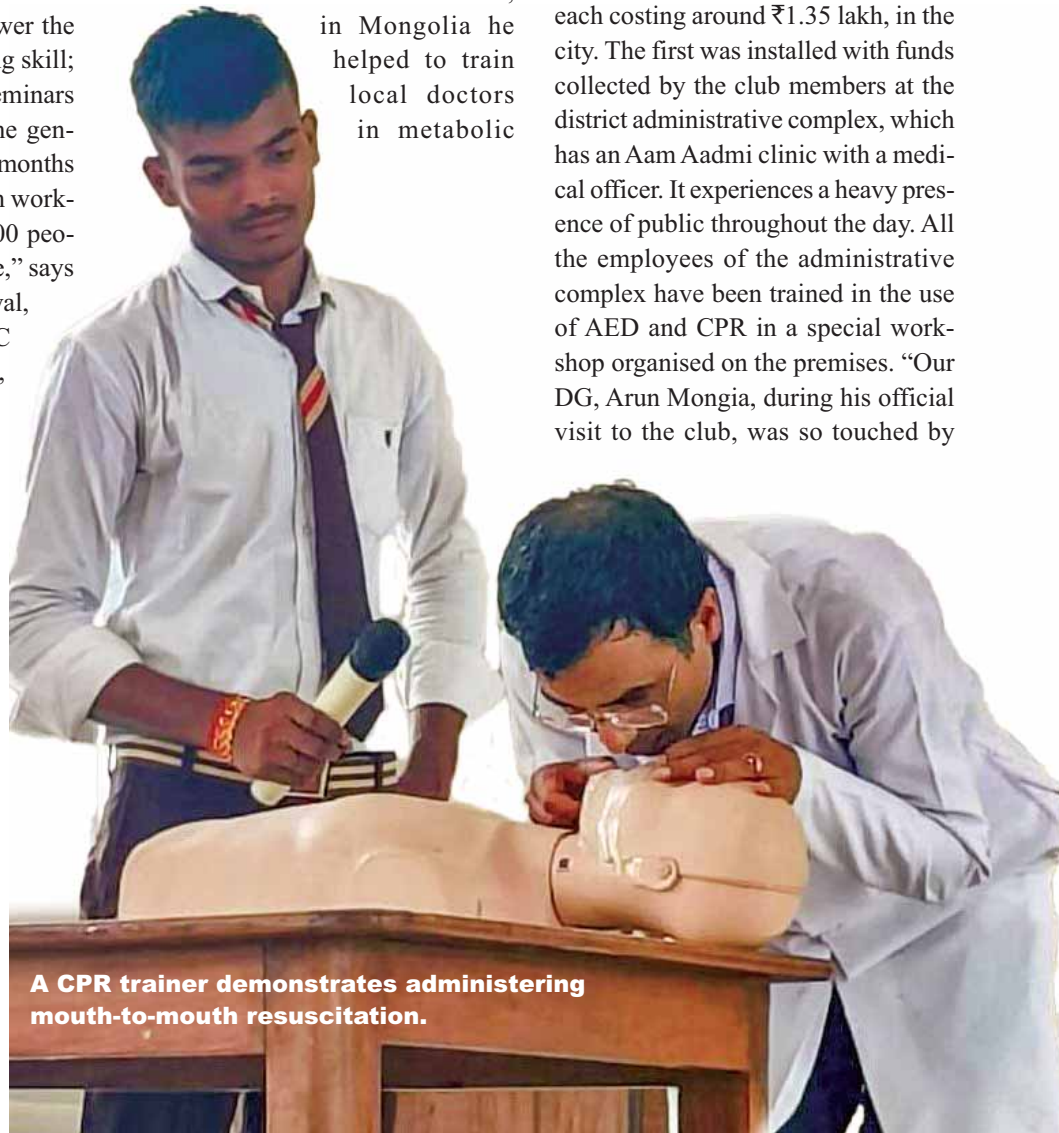 wer the
g skill;
eminars
ne gen-
months
n work-
00 peo-
e,” says
val,
C
,
in Mongolia he
helped to train
local doctors
in metabolic
each costing around ₹1.35 lakh, in the
city. The first was installed with funds
collected by the club members at the
district administrative complex, which
has an Aam Aadmi clinic with a medi-
cal officer. It experiences a heavy pres-
ence of public throughout the day. All
the employees of the administrative
complex have been trained in the use
of AED and CPR in a special work-
shop organised on the premises. “Our
DG, Arun Mongia, during his official
visit to the club, was so touched by
A CPR trainer demonstrates administering
mouth-to-mouth resuscitation.